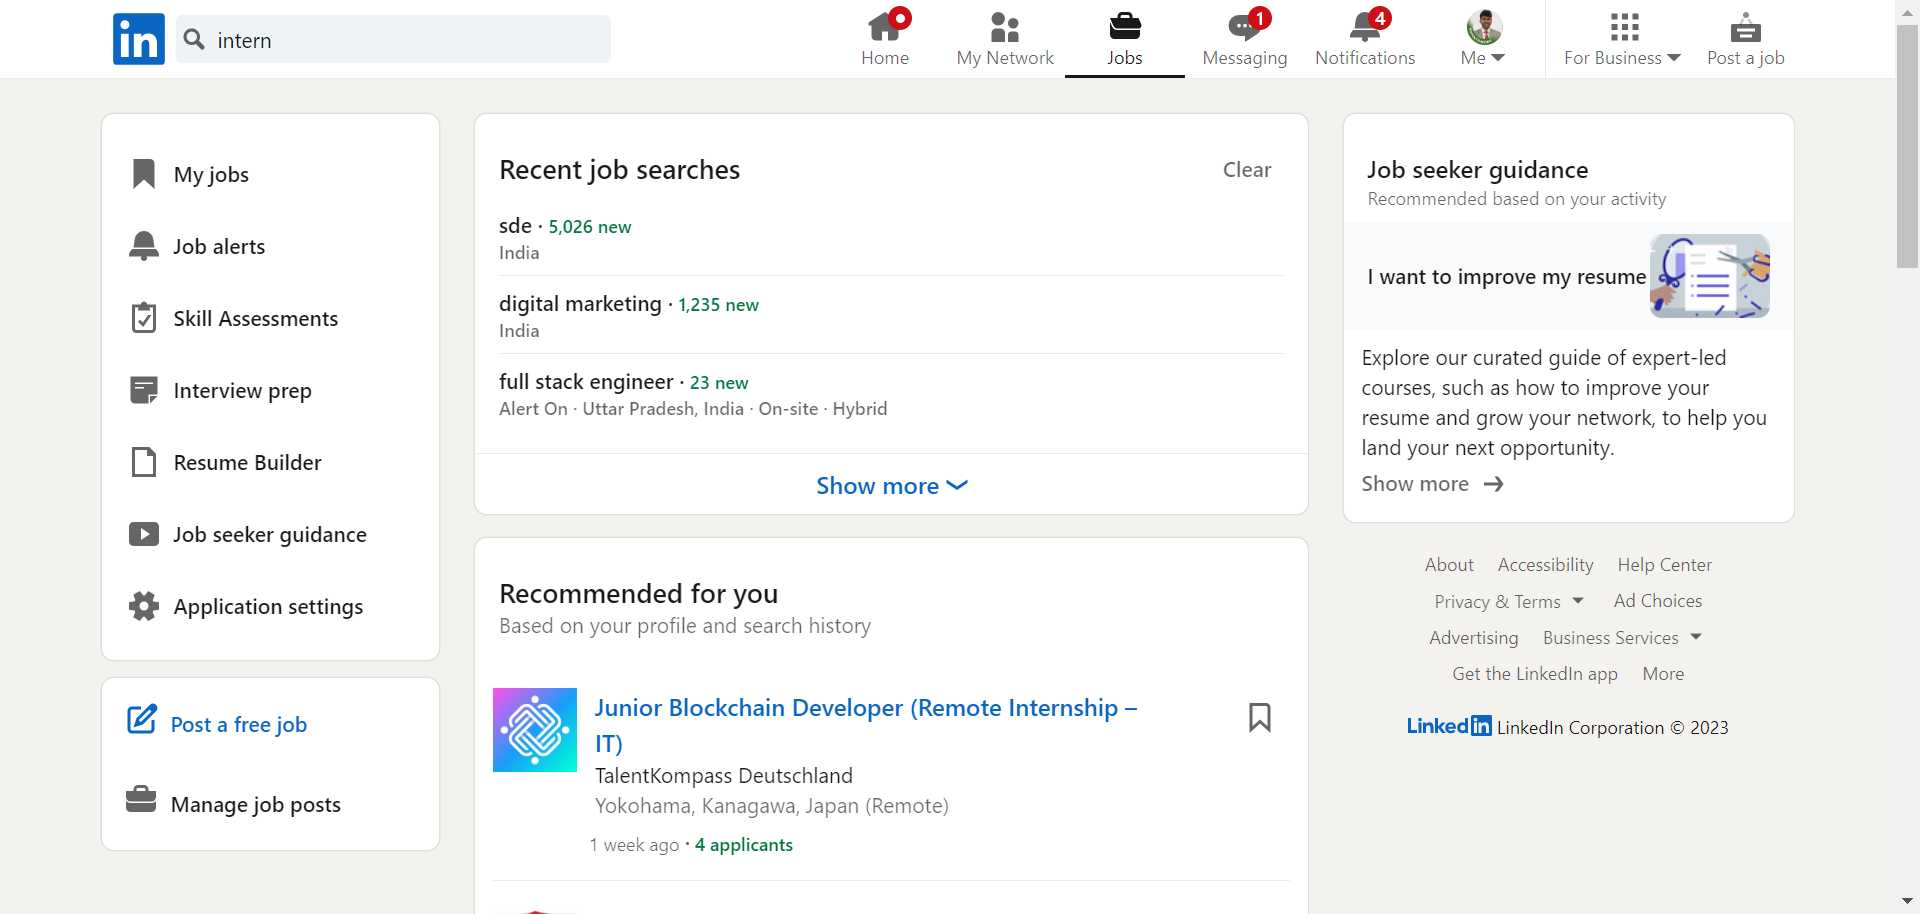 in
intern
Home
My Network
Jobs
1
Messaging
4
Notifications
Me
For Business
Post a job
My jobs
Job alerts
Skill Assessments
Interview prep
Resume Builder
Job seeker guidance
Application settings
Post a free job
Manage job posts
Recent job searches
Clear
sde · 5,026 new
India
digital marketing · 1,235 new
India
full stack engineer · 23 new
Alert On · Uttar Pradesh, India · On-site · Hybrid
Show more
Recommended for you
Based on your profile and search history
Junior Blockchain Developer (Remote Internship –
IT)
TalentKompass Deutschland
Yokohama, Kanagawa, Japan (Remote)
1 week ago · 4 applicants
Job seeker guidance
Recommended based on your activity
I want to improve my resume
Explore our curated guide of expert-led
courses, such as how to improve your
resume and grow your network, to help you
land your next opportunity.
Show more
About Accessibility Help Center
Privacy & Terms Ad Choices
Advertising Business Services
Get the LinkedIn app More
LinkedIn LinkedIn Corporation © 2023